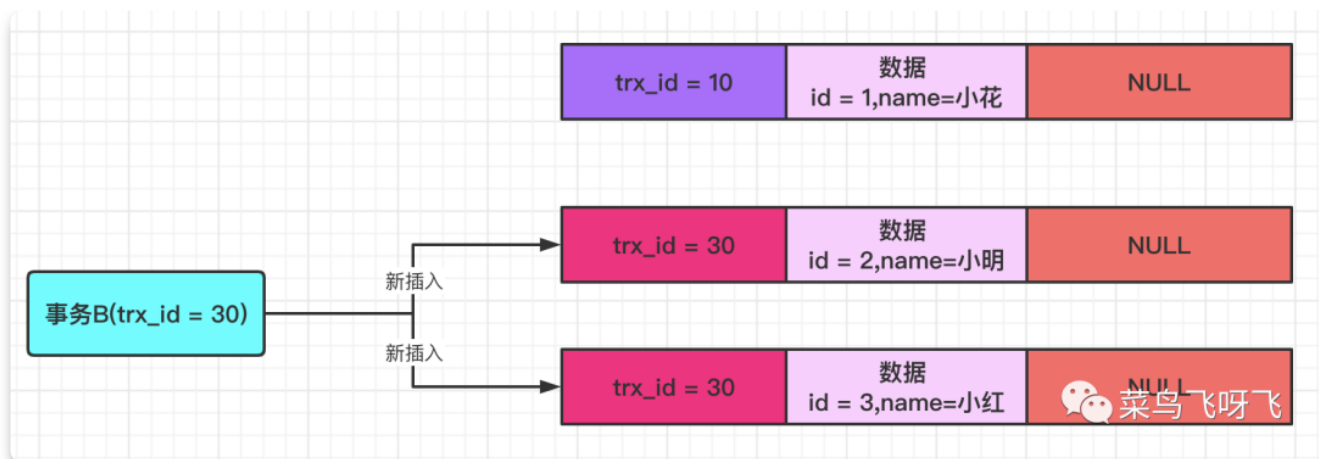 trx_id = 10
数据
id = 1,name=小花
NULL
trx_id = 30
数据
id = 2,name=小明
NULL
新插入
事务B(trx_id = 30)
新插入
trx_id = 30
数据
id = 3,name=小红
NULL
菜鸟飞呀飞